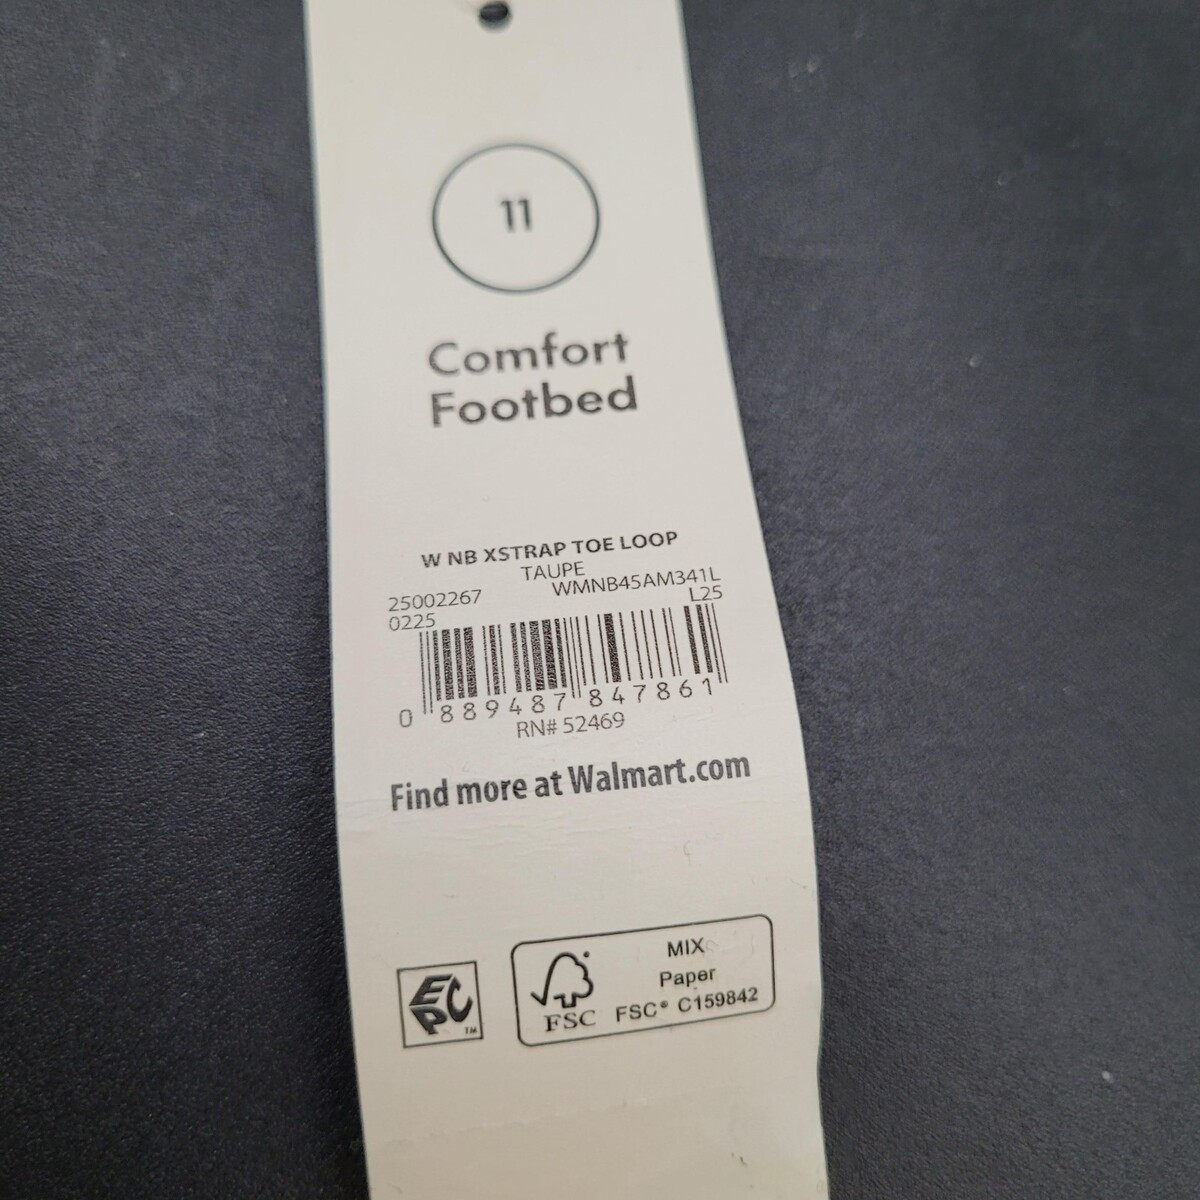 11
Comfort
Footbed
W NB XSTRAP TOE LOOP
TAUPE
25002267 WMNB45AM341L
0225 L25
0 889487 847861
RN# 52469
Find more at Walmart.com
EPC TM
FSC
MIX
Paper
FSC® C159842